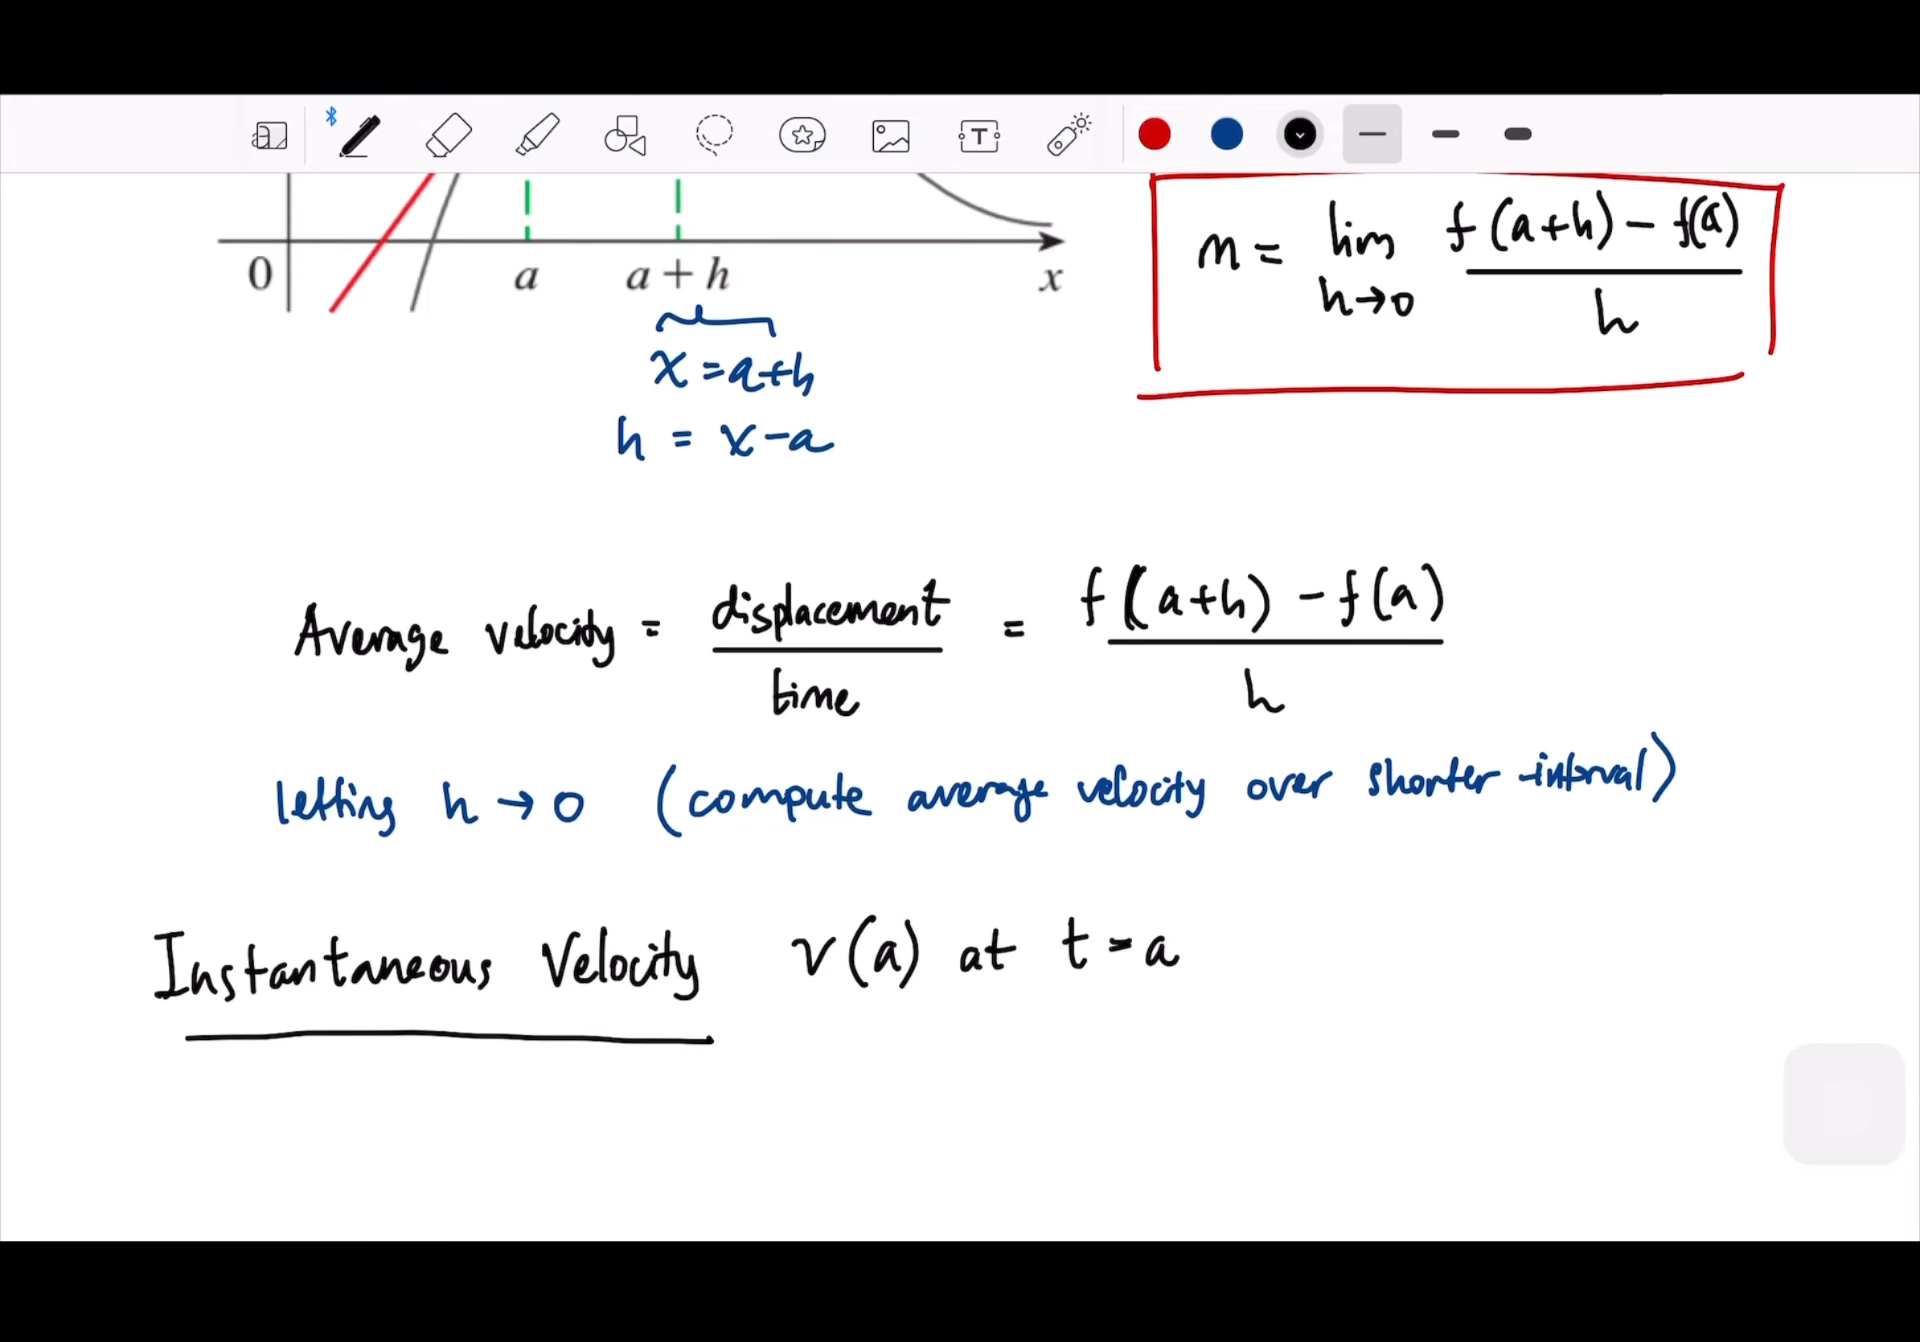 0 a a + h x
x = a+h
h = x - a
m = lim h→0 f(a+h) - f(a) / h
Average velocity = displacement / time = f(a+h) - f(a) / h
letting h → 0 (compute average velocity over shorter interval)
Instantaneous Velocity v(a) at t = a